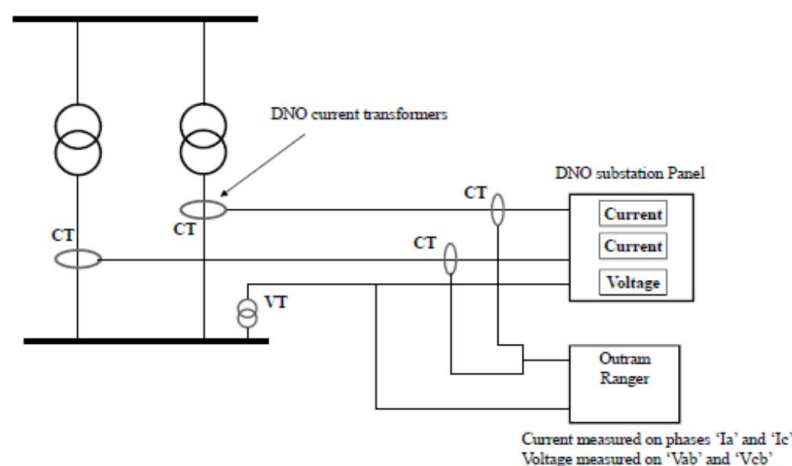 DNO current transformers
DNO substation Panel
CT
Current
CT
CT
CT
Current
VT
Voltage
Outram
Ranger
Current measured on phases ‘Ia’ and ‘Ic’
Voltage measured on ‘Vab’ and ‘Vcb’